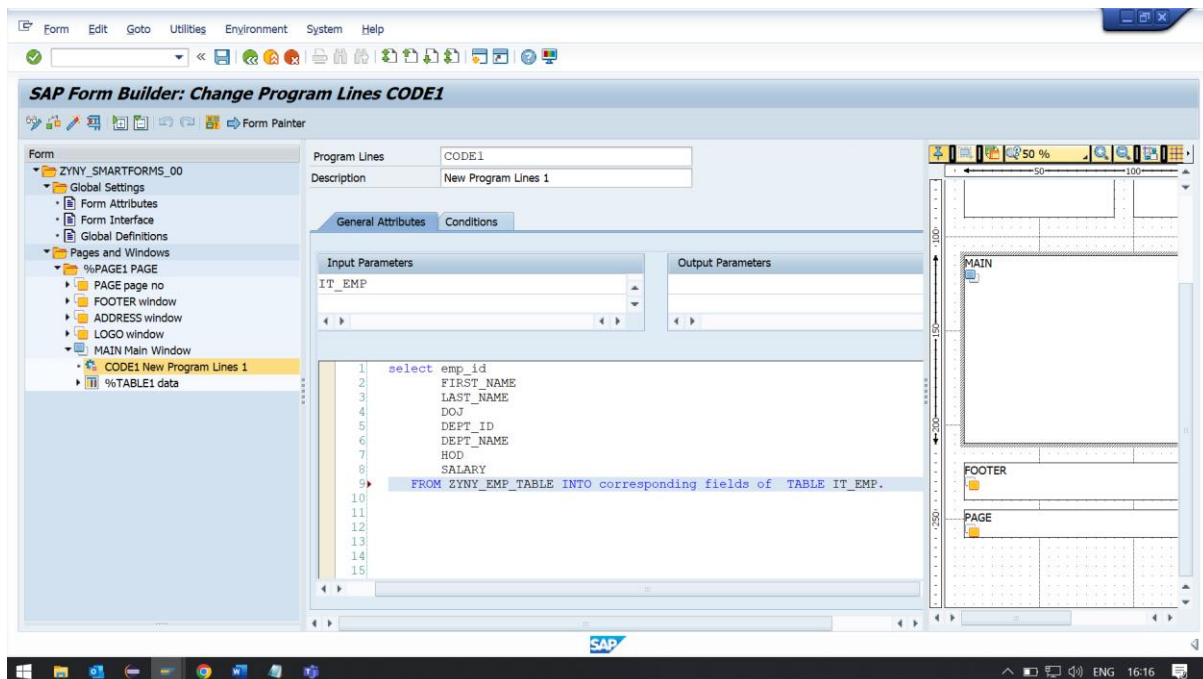 Form Edit Goto Utilities Environment System Help
SAP Form Builder: Change Program Lines CODE1
Form Painter
Form
ZYNY_SMARTFORMS_00
Global Settings
Form Attributes
Form Interface
Global Definitions
Pages and Windows
%PAGE1 PAGE
PAGE page no
FOOTER window
ADDRESS window
LOGO window
MAIN Main Window
CODE1 New Program Lines 1
%TABLE1 data
Program Lines CODE1
Description New Program Lines 1
General Attributes Conditions
Input Parameters Output Parameters
IT_EMP
1 select emp_id
2 FIRST_NAME
3 LAST_NAME
4 DOJ
5 DEPT_ID
6 DEPT_NAME
7 HOD
8 SALARY
9 FROM ZYNY_EMP_TABLE INTO corresponding fields of TABLE IT_EMP.
10
11
12
13
14
15
50 %
50 100
100
150
200
250
MAIN
FOOTER
PAGE
SAP
ENG 16:16